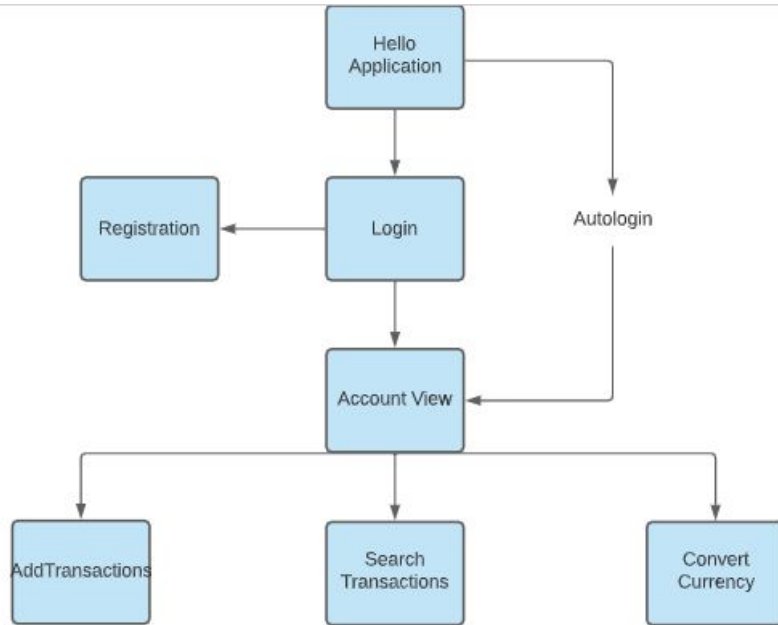 Hello
Application
Registration
Login
Autologin
Account View
AddTransactions
Search
Transactions
Convert
Currency